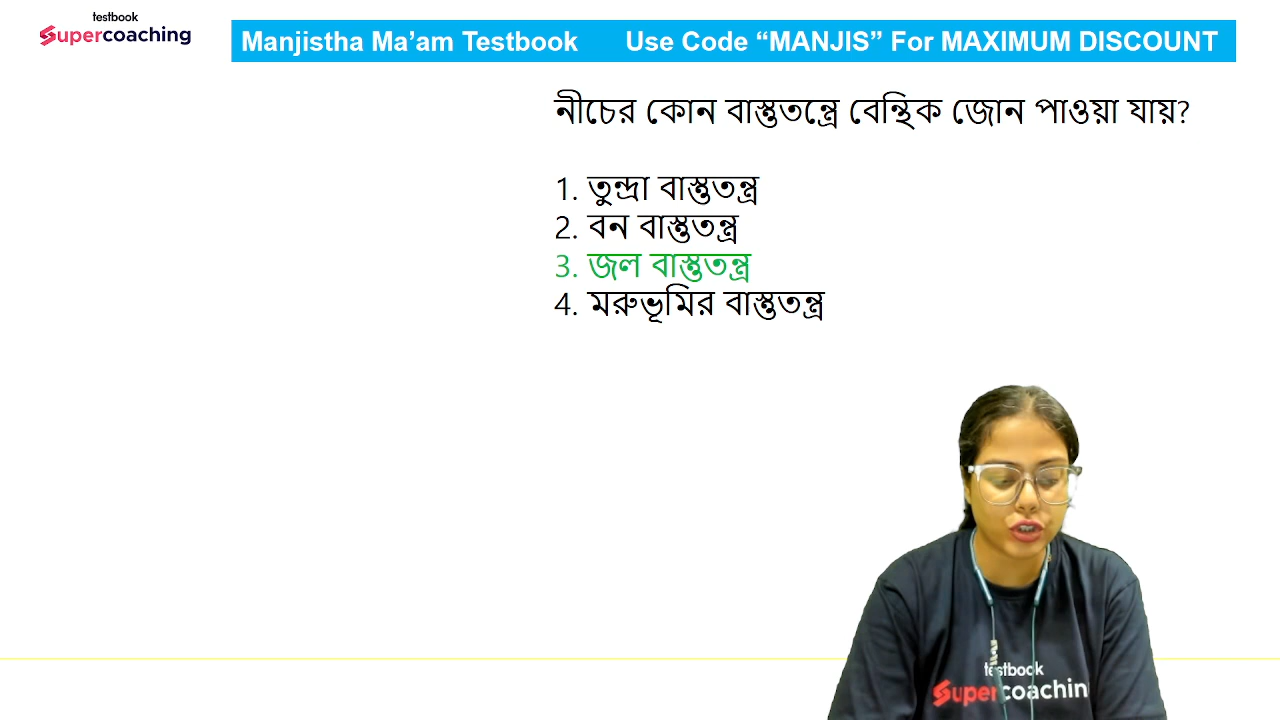 testbook
Supercoaching
Manjistha Ma’am Testbook Use Code “MANJIS” For MAXIMUM DISCOUNT
নীচের কোন বাস্তুতন্ত্রে বেন্থিক জোন পাওয়া যায়?
1. তুন্দ্রা বাস্তুতন্ত্র
2. বন বাস্তুতন্ত্র
3. জল বাস্তুতন্ত্র
4. মরুভূমির বাস্তুতন্ত্র
testbook
Supercoachin